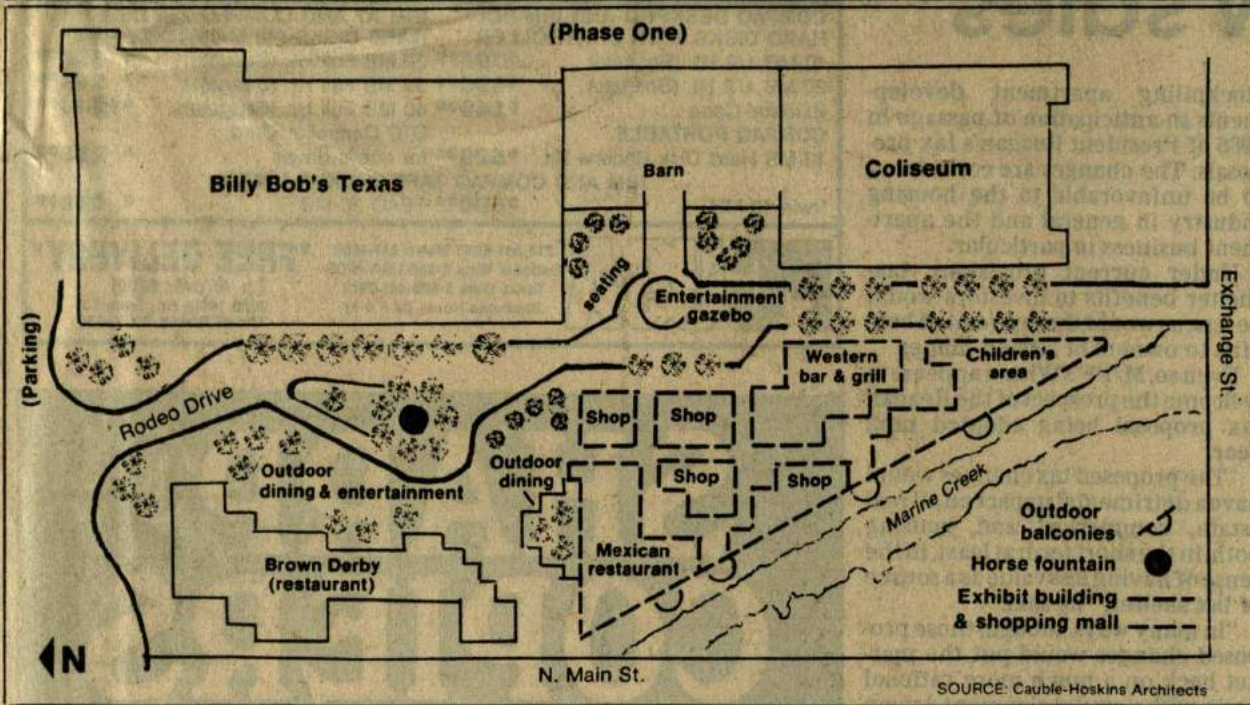 (Phase One)
Billy Bob's Texas
Barn
Coliseum
seating
Entertainment
gazebo
Exchange St.
(Parking)
Rodeo Drive
Western
bar & grill
Children's
area
Shop
Shop
Outdoor
dining & entertainment
Outdoor
dining
Shop
Shop
Marine Creek
Brown Derby
(restaurant)
Mexican
restaurant
Outdoor
balconies
Horse fountain
Exhibit building
& shopping mall
N
N. Main St.
SOURCE: Cauble-Hoskins Architects